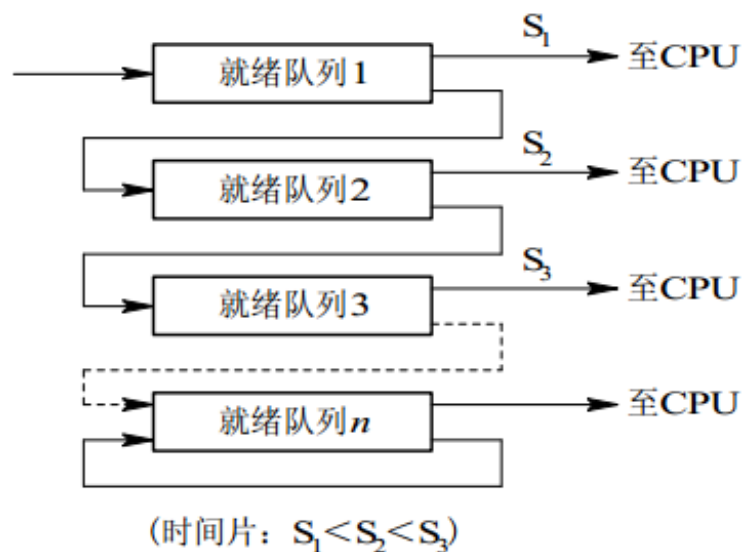 S₁
就绪队列1 至CPU
S₂
就绪队列2 至CPU
S₃
就绪队列3 至CPU
就绪队列n 至CPU
(时间片: S₁<S₂<S₃)